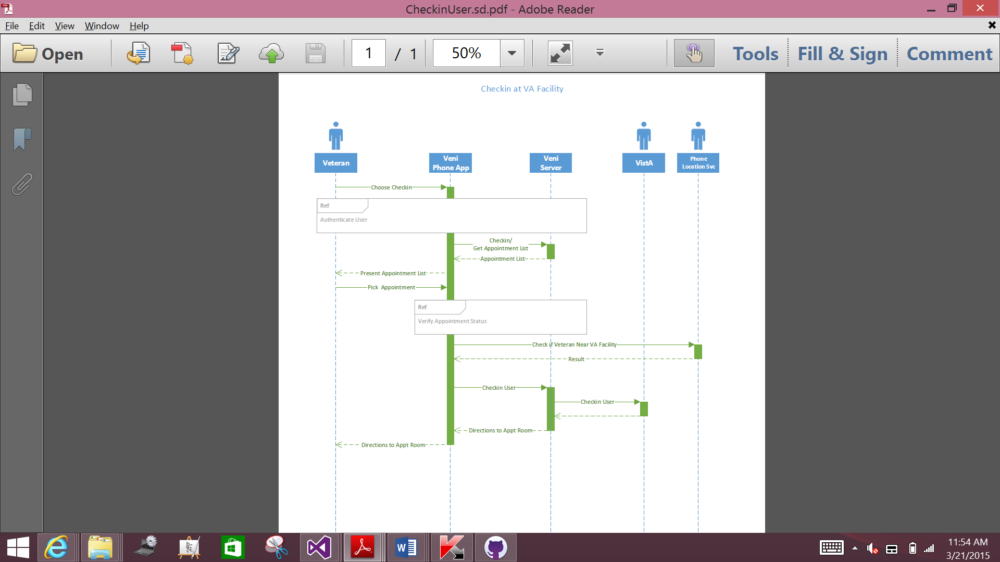 CheckinUser.sd.pdf - Adobe Reader
File Edit View Window Help
Open
1 / 1
50%
Tools
Fill & Sign
Comment
Checkin at VA Facility
Veteran
Veni
Phone App
Veni
Server
VistA
Phone
Location Svc
Choose Checkin
Ref
Authenticate User
Checkin/
Get Appointment List
Appointment List
Present Appointment List
Pick Appointment
Ref
Verify Appointment Status
Check if Veteran Near VA Facility
Result
Checkin User
Checkin User
Directions to Appt Room
Directions to Appt Room
11:54 AM
3/21/2015